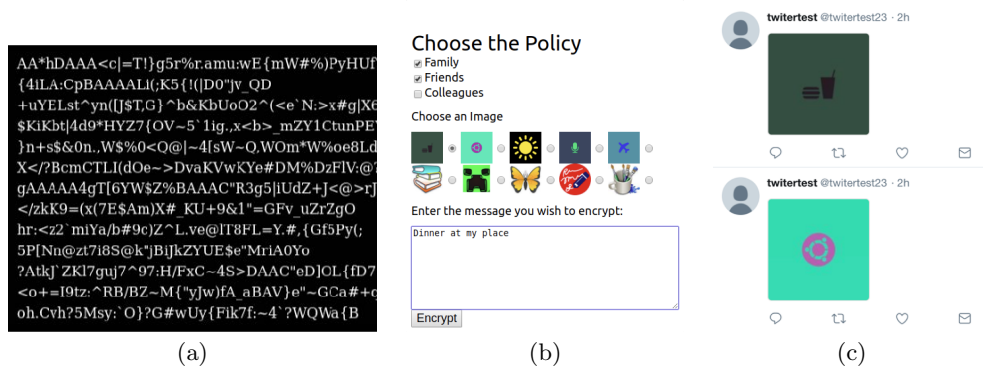 AA*hDAAA<c|=T!}g5r%r.amu:wE{mW#%)PyHUf
{4iLA:CpBAAAALi(;K5{!(|D0"jv_QD
+uYELst^yn([J$T,G}^b&KbUoO2^(<e`N:>x#g|X6
$KiKbt|4d9*HYZ7{OV~5`1ig.,x<b>_mZY1CtunPEY
}n+s$&0n.,W$%0<Q@|~4[sW~Q,WOm*W%oe8Ld
X</?BcmCTLI(dOe~>DvaKVwKYe#DM%DzFlV:@?
gAAAAA4gT[6YW$Z%BAAAC"R3g5|iUdZ+J<@>rJ
</zkK9=(x(7E$Am)X#_KU+9&1"=GFv_uZrZgO
hr:<z2`miYa/b#9c)Z^L.ve@IT8FL=Y.#,{Gf5Py(;
5P[Nn@zt7i8S@k"jBiJkZYUE$e"MriA0Yo
?AtkJ`ZKl7guj7^97:H/FxC~4S>DAAC"eD]OL{fD7
<o+=I9tz:^RB/BZ~M{"yJw)fA_aBAV}e"~GCa#+q
oh.Cvh?5Msy:`O}?G#wUy{Fik7f:~4`?WQWa{B
(a)
Choose the Policy
Family
Friends
Colleagues
Choose an Image
Enter the message you wish to encrypt:
Dinner at my place
Encrypt
(b)
twitertest @twitertest23 · 2h
twitertest @twitertest23 · 2h
(c)